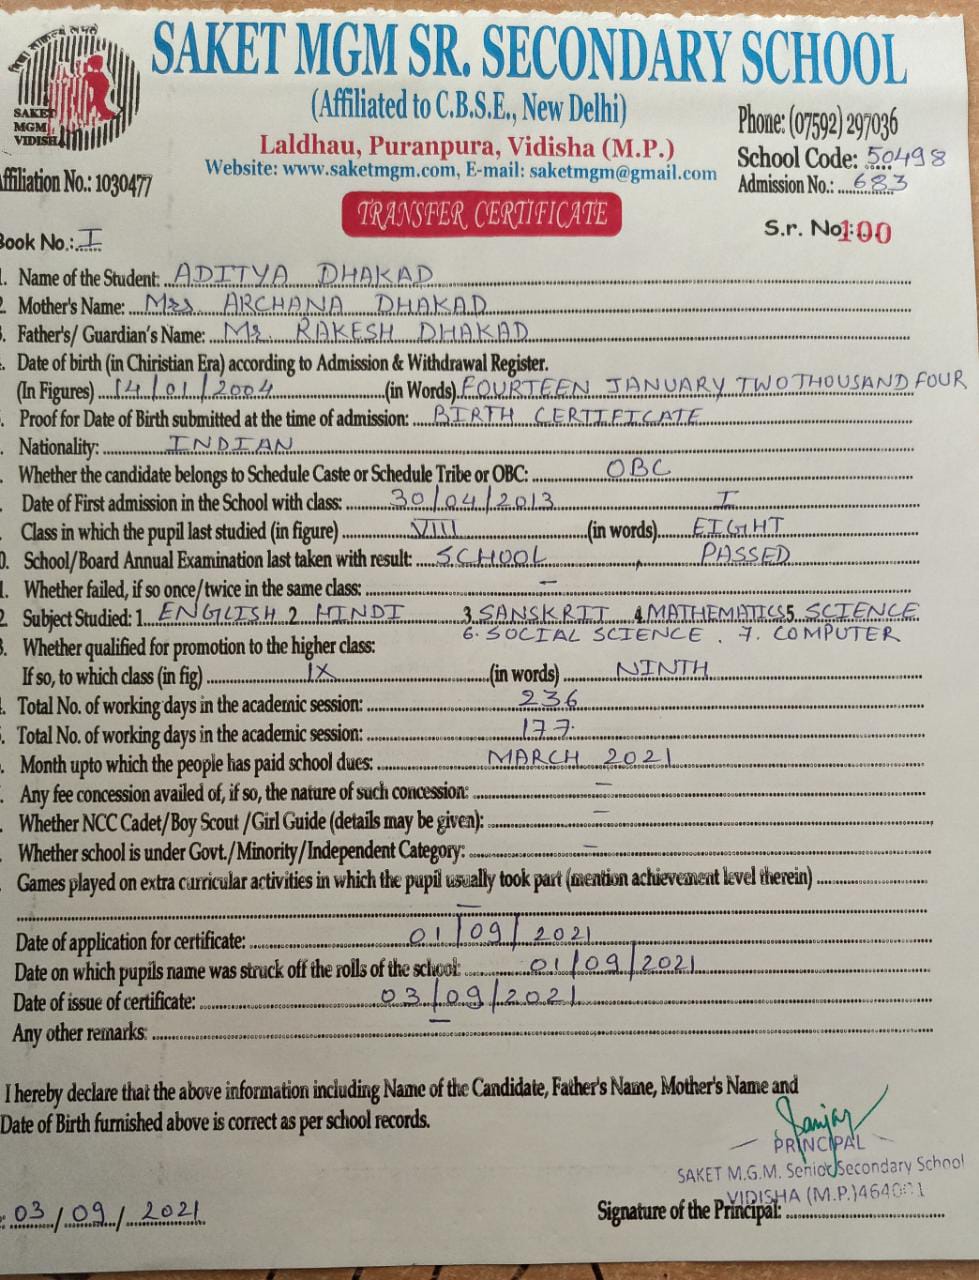 SAKET MGM VIDISHA
SAKET MGM SR. SECONDARY SCHOOL
(Affiliated to C.B.S.E., New Delhi)
Laldhau, Puranpura, Vidisha (M.P.)
Website: www.saketmgm.com, E-mail: saketmgm@gmail.com
Phone: (07592) 297036
School Code: 50498
Admission No.: 683
ffiliation No.: 1030477
TRANSFER CERTIFICATE
S.r. No.: 100
Book No.: I
. Name of the Student: ADITYA DHAKAD
Mother's Name: Mrs ARCHANA DHAKAD
. Father's/ Guardian's Name: Mr. RAKESH DHAKAD
. Date of birth (in Chiristian Era) according to Admission & Withdrawal Register.
(In Figures) 14/01/2004 (in Words) FOURTEEN JANUARY TWO THOUSAND FOUR
. Proof for Date of Birth submitted at the time of admission: BIRTH CERTIFICATE
. Nationality: INDIAN
. Whether the candidate belongs to Schedule Caste or Schedule Tribe or OBC: OBC
. Date of First admission in the School with class: 30/04/2013 I
. Class in which the pupil last studied (in figure) VIII (in words) EIGHT
0. School/Board Annual Examination last taken with result: SCHOOL, PASSED
. Whether failed, if so once/twice in the same class: –
2 Subject Studied: 1. ENGLISH 2. HINDI 3. SANSKRIT 4. MATHEMATICS 5. SCIENCE
6. SOCIAL SCIENCE . 7. COMPUTER
3. Whether qualified for promotion to the higher class:
If so, to which class (in fig) IX (in words) NINTH
. Total No. of working days in the academic session: 236
. Total No. of working days in the academic session: 177
. Month upto which the people has paid school dues: MARCH 2021
. Any fee concession availed of, if so, the nature of such concession: –
. Whether NCC Cadet/Boy Scout /Girl Guide (details may be given): –
. Whether school is under Govt./Minority/Independent Category: –
Games played on extra curricular activities in which the pupil usually took part (mention achievement level therein)
–
Date of application for certificate: 01/09/2021
Date on which pupils name was struck off the rolls of the school: 01/09/2021
Date of issue of certificate: 03/09/2021
Any other remarks: –
I hereby declare that the above information including Name of the Candidate, Father's Name, Mother's Name and
Date of Birth furnished above is correct as per school records.
Sanjay
PRINCIPAL
SAKET M.G.M. Senior Secondary School
VIDISHA (M.P.) 464001
: 03/09/2021
Signature of the Principal: